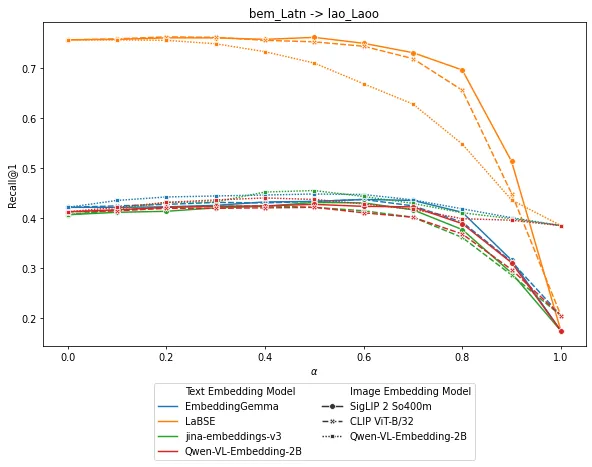 bem_Latn -> lao_Laoo
Recall@1
0.7
0.6
0.5
0.4
0.3
0.2
0.0 0.2 0.4 0.6 0.8 1.0
α
Text Embedding Model Image Embedding Model
EmbeddingGemma SigLIP 2 So400m
LaBSE CLIP ViT-B/32
jina-embeddings-v3 Qwen-VL-Embedding-2B
Qwen-VL-Embedding-2B